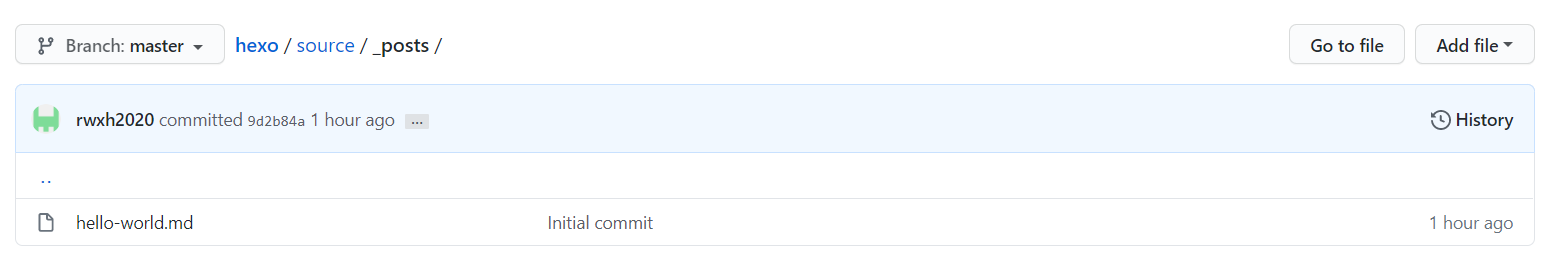 Branch: master hexo / source / _posts / Go to file Add file
rwxh2020 committed 9d2b84a 1 hour ago ... History
..
hello-world.md Initial commit 1 hour ago